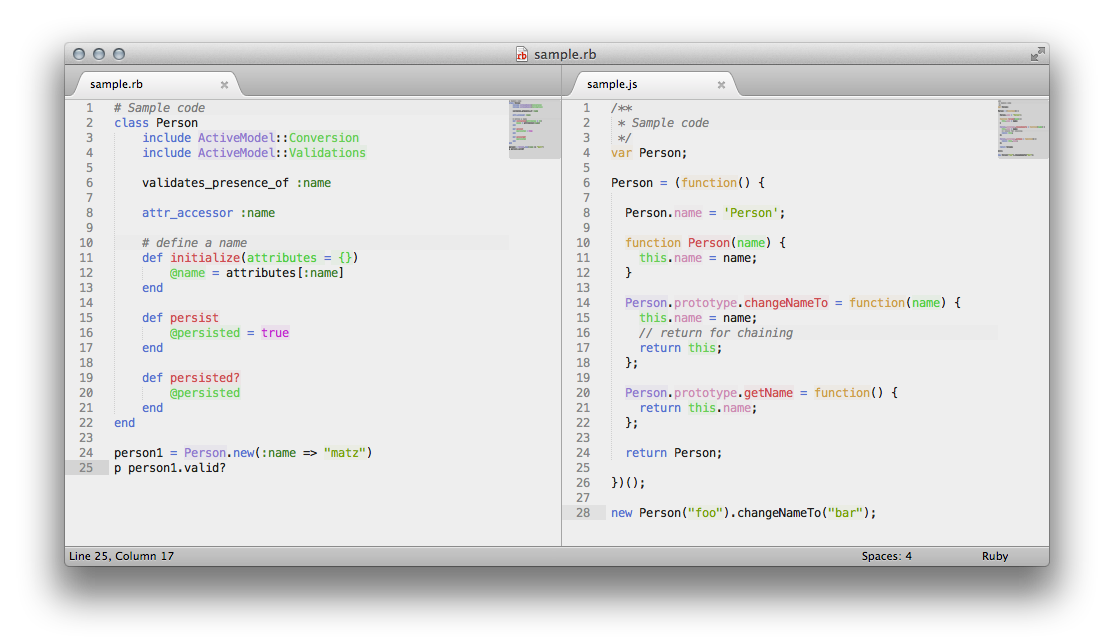 sample.rb
sample.rb
1 # Sample code
2 class Person
3     include ActiveModel::Conversion
4     include ActiveModel::Validations
5
6     validates_presence_of :name
7
8     attr_accessor :name
9
10     # define a name
11     def initialize(attributes = {})
12         @name = attributes[:name]
13     end
14
15     def persist
16         @persisted = true
17     end
18
19     def persisted?
20         @persisted
21     end
22 end
23
24 person1 = Person.new(:name => "matz")
25 p person1.valid?
sample.js
1 /**
2  * Sample code
3  */
4 var Person;
5
6 Person = (function() {
7
8   Person.name = 'Person';
9
10   function Person(name) {
11     this.name = name;
12   }
13
14   Person.prototype.changeNameTo = function(name) {
15     this.name = name;
16     // return for chaining
17     return this;
18   };
19
20   Person.prototype.getName = function() {
21     return this.name;
22   };
23
24   return Person;
25
26 })();
27
28 new Person("foo").changeNameTo("bar");
Line 25, Column 17
Spaces: 4
Ruby